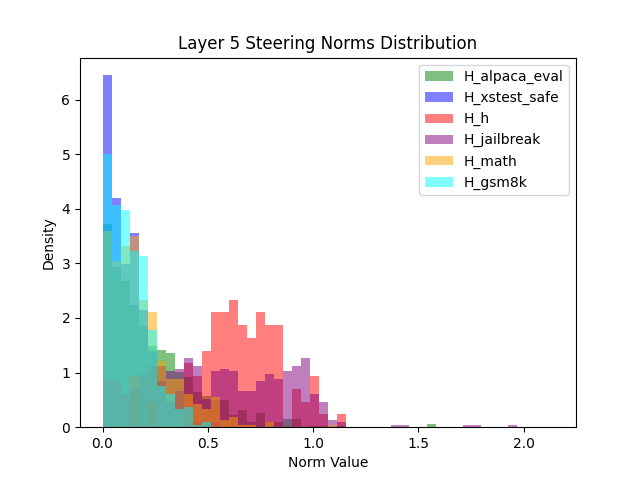 Layer 5 Steering Norms Distribution
H_alpaca_eval
H_xstest_safe
H_h
H_jailbreak
H_math
H_gsm8k
Density
6
5
4
3
2
1
0
0.0 0.5 1.0 1.5 2.0
Norm Value